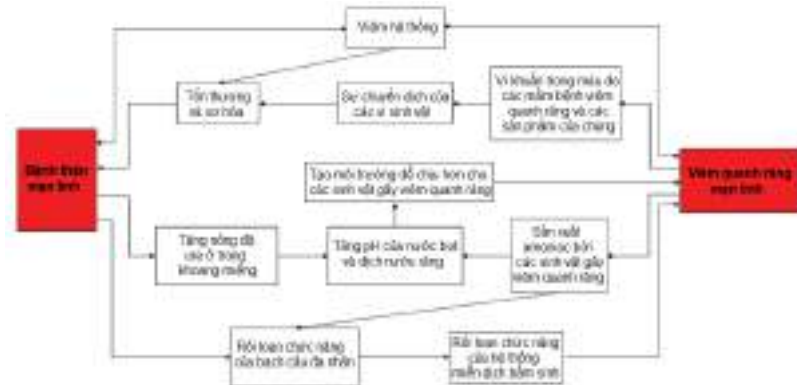 Viêm hệ thống
Tổn thương
và sơ hóa
Sự chuyển dịch của
các vi sinh vật
Vi khuẩn trong máu do
các mầm bệnh viêm
quanh răng và các
sản phẩm của chúng
Bệnh thận
mạn tính
Viêm quanh răng
mạn tính
Tạo môi trường dễ chịu hơn cho
các sinh vật gây viêm quanh răng
Tăng nồng độ
urê ở trong
khoang miệng
Tăng pH của nước bọt
và dịch nước răng
Sản xuất
amoniac bởi
các sinh vật gây
viêm quanh răng
Rối loạn chức năng
của bạch cầu đa nhân
Rối loạn chức năng
của hệ thống
miễn dịch bẩm sinh